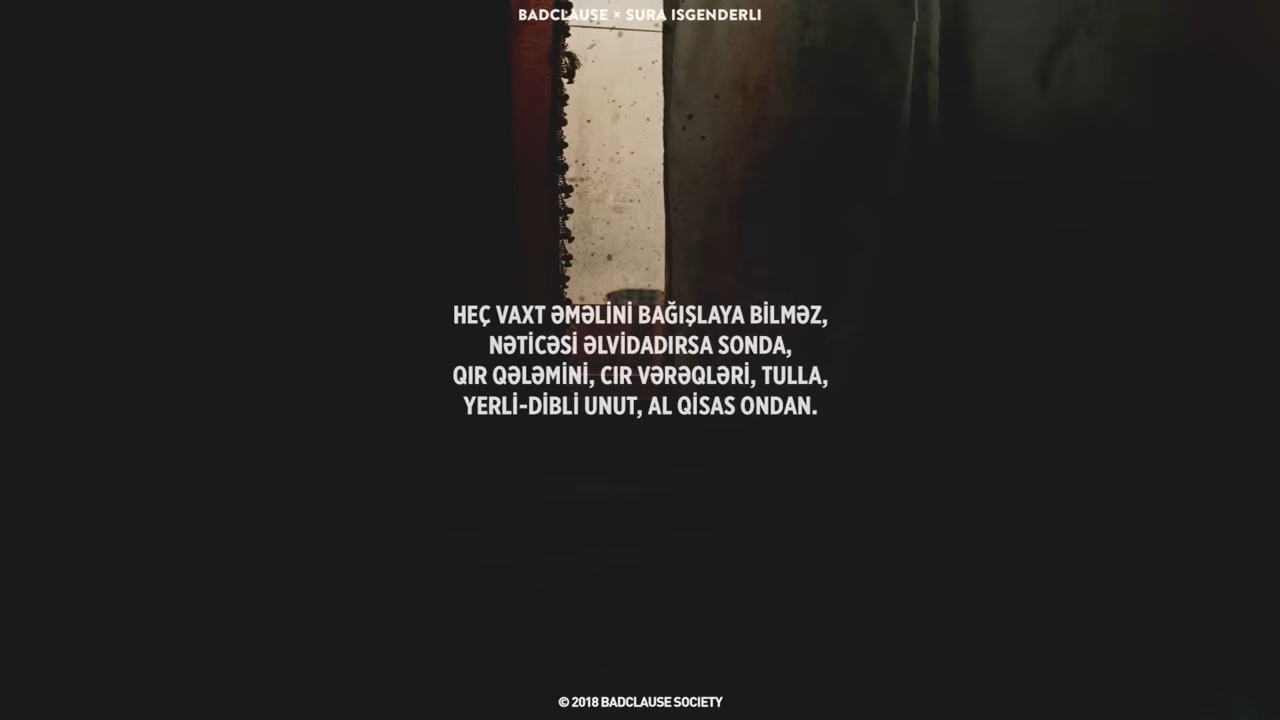 BADCLAUSE × SURA ISGENDERLI
HEÇ VAXT ƏMƏLİNİ BAĞIŞLAYA BİLMƏZ,
NƏTİCƏSİ ƏLVİDADIRSA SONDA,
QIR QƏLƏMİNİ, CIR VƏRƏQLƏRİ, TULLA,
YERLİ-DİBLİ UNUT, AL QİSAS ONDAN.
© 2018 BADCLAUSE SOCIETY